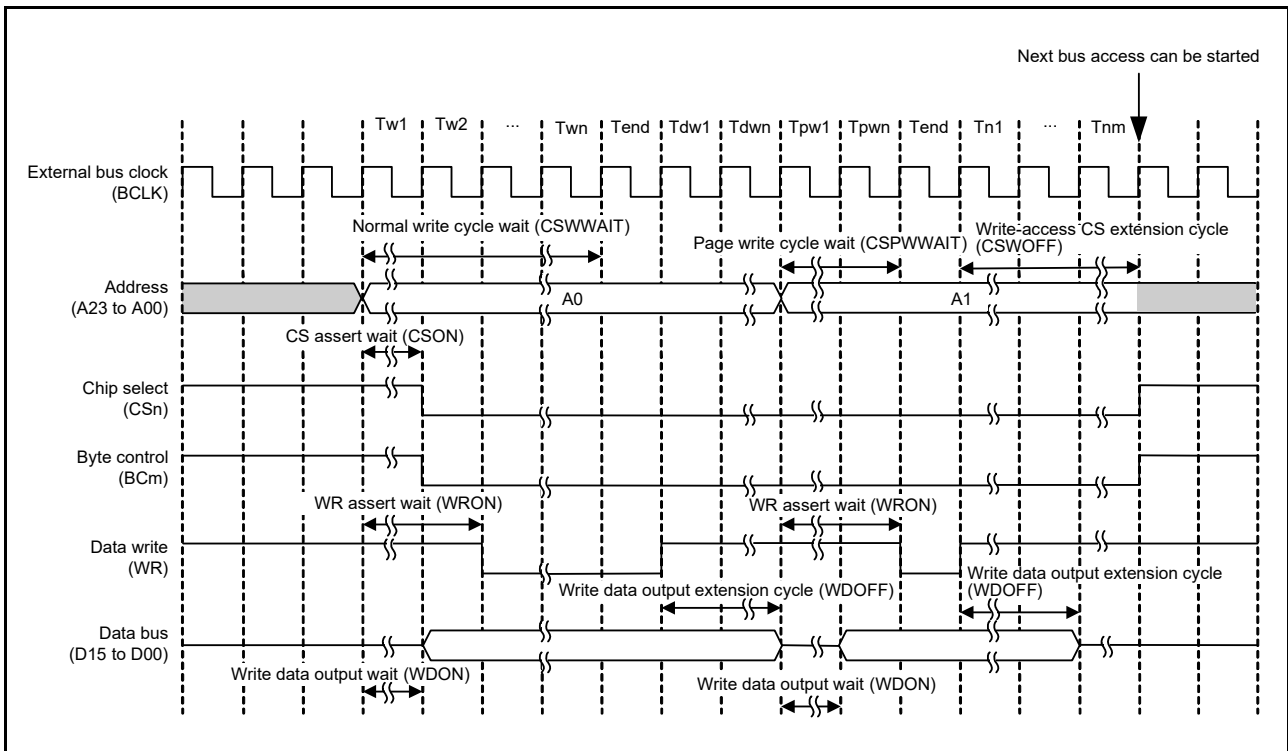 Next bus access can be started
Tw1 Tw2 ... Twn Tend Tdw1 Tdwn Tpw1 Tpwn Tend Tn1 ... Tnm
External bus clock
(BCLK)
Normal write cycle wait (CSWWAIT)
Page write cycle wait (CSPWWAIT)
Write-access CS extension cycle
(CSWOFF)
Address
(A23 to A00)
A0
A1
CS assert wait (CSON)
Chip select
(CSn)
Byte control
(BCm)
WR assert wait (WRON)
WR assert wait (WRON)
Data write
(WR)
Write data output extension cycle (WDOFF)
Write data output extension cycle
(WDOFF)
Data bus
(D15 to D00)
Write data output wait (WDON)
Write data output wait (WDON)